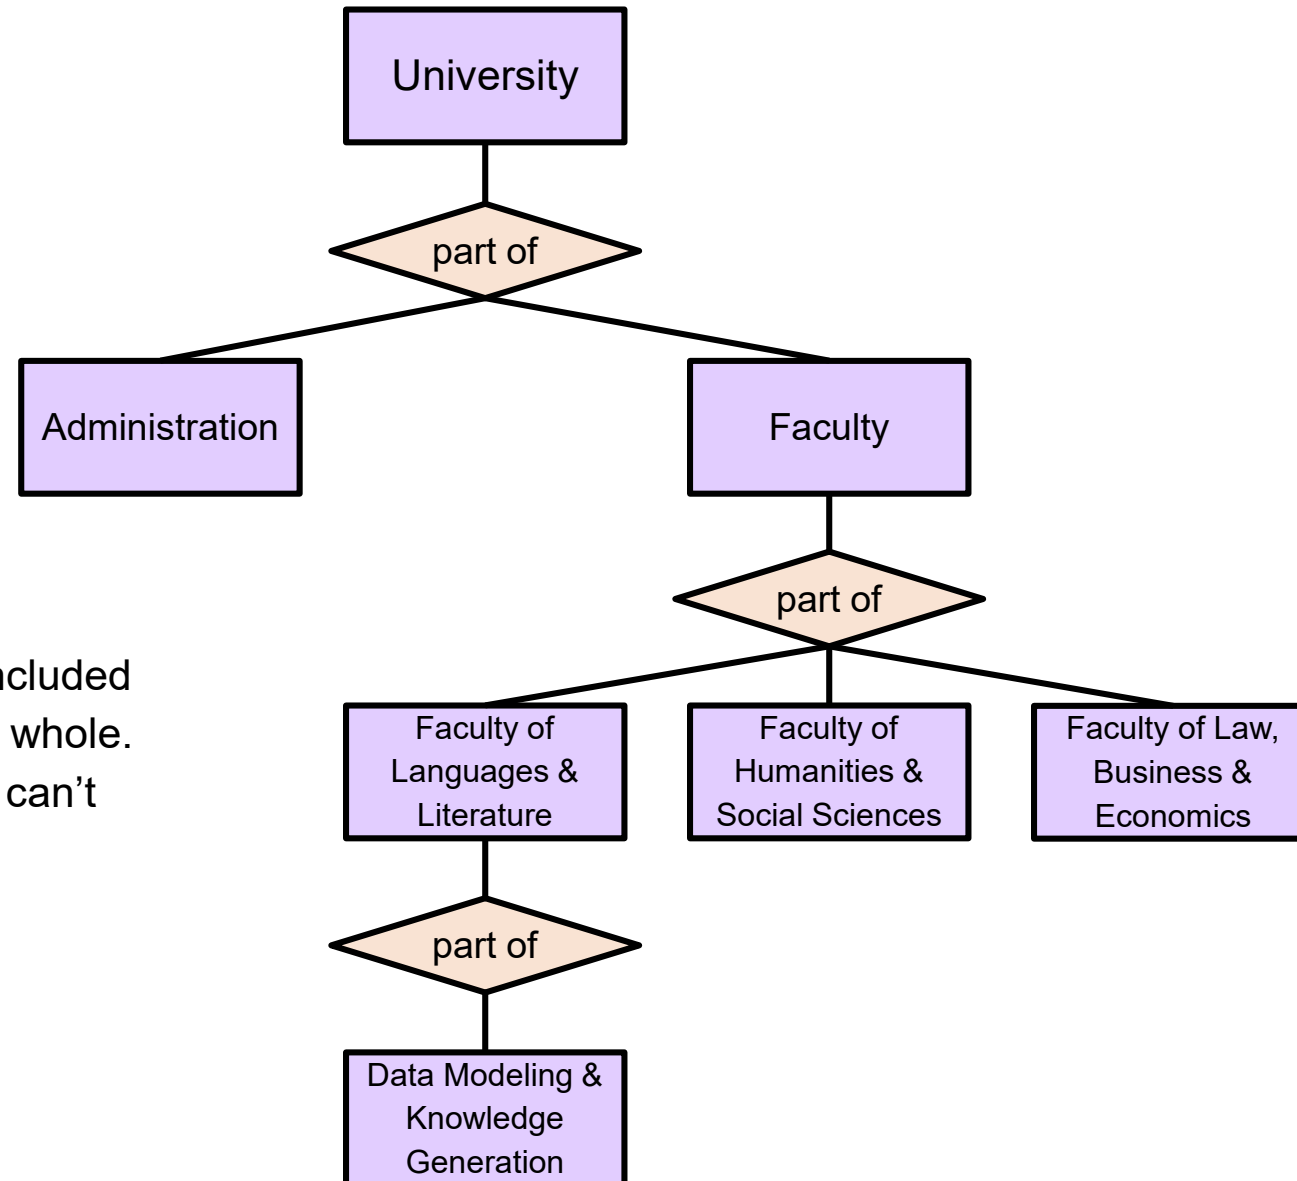 University
part of
Administration
Faculty
part of
ncluded
whole.
can't
Faculty of
Languages &
Literature
Faculty of
Humanities &
Social Sciences
Faculty of Law,
Business &
Economics
part of
Data Modeling &
Knowledge
Generation